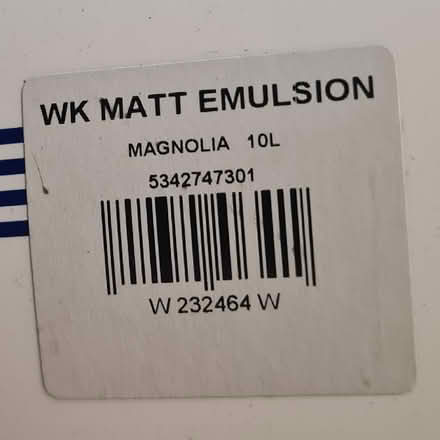 WK MATT EMULSION
MAGNOLIA 10L
5342747301
W 232464 W